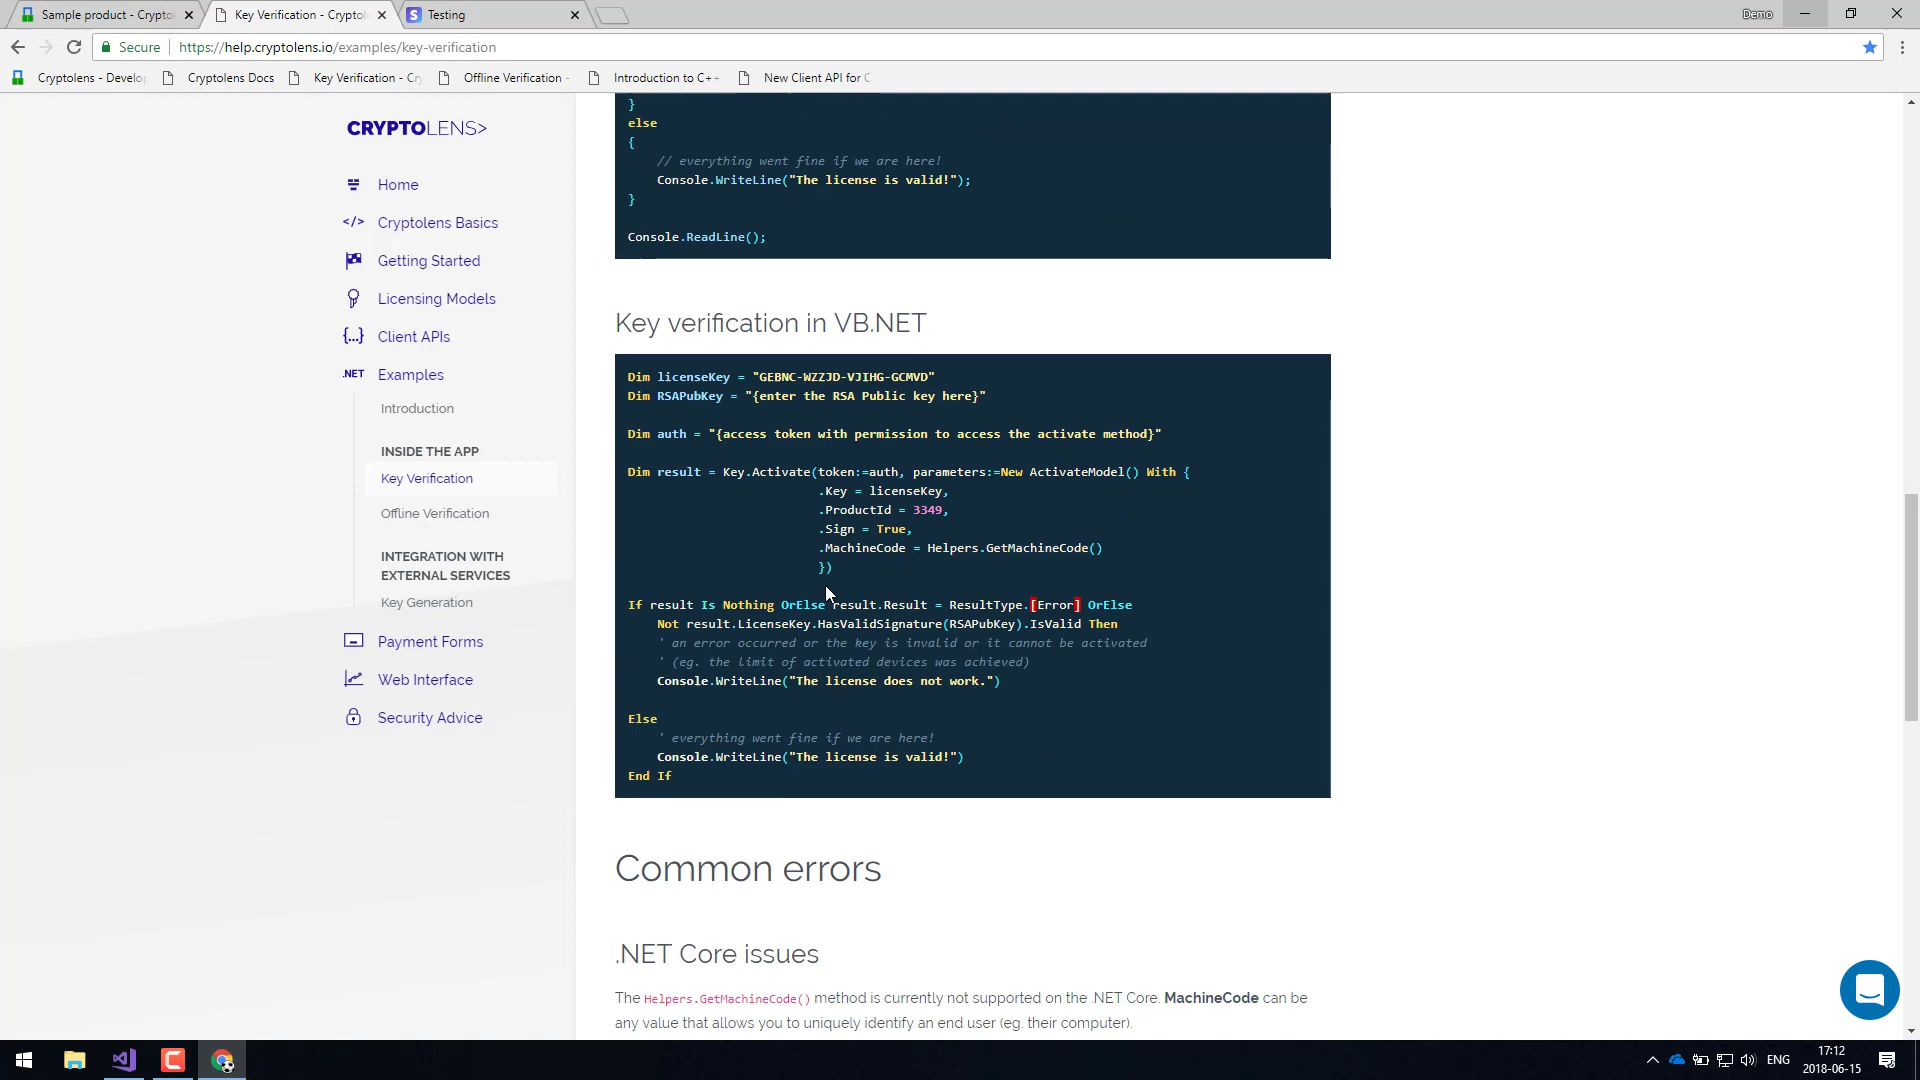 Sample product - Crypto
Key Verification - Cryptol
Testing
Demo
Secure
https://help.cryptolens.io/examples/key-verification
Cryptolens - Develo
Cryptolens Docs
Key Verification - Cry
Offline Verification -
Introduction to C++
New Client API for C
CRYPTOLENS>
Home
</> Cryptolens Basics
Getting Started
Licensing Models
{...} Client APIs
.NET Examples
Introduction
INSIDE THE APP
Key Verification
Offline Verification
INTEGRATION WITH
EXTERNAL SERVICES
Key Generation
Payment Forms
Web Interface
Security Advice
}
else
{
// everything went fine if we are here!
Console.WriteLine("The license is valid!");
}
Console.ReadLine();
Key verification in VB.NET
Dim licenseKey = "GEBNC-WZZJD-VJIHG-GCMVD"
Dim RSAPubKey = "{enter the RSA Public key here}"
Dim auth = "{access token with permission to access the activate method}"
Dim result = Key.Activate(token:=auth, parameters:=New ActivateModel() With {
.Key = licenseKey,
.ProductId = 3349,
.Sign = True,
.MachineCode = Helpers.GetMachineCode()
})
If result Is Nothing OrElse result.Result = ResultType.[Error] OrElse
Not result.LicenseKey.HasValidSignature(RSAPubKey).IsValid Then
' an error occurred or the key is invalid or it cannot be activated
' (eg. the limit of activated devices was achieved)
Console.WriteLine("The license does not work.")
Else
' everything went fine if we are here!
Console.WriteLine("The license is valid!")
End If
Common errors
.NET Core issues
The Helpers.GetMachineCode() method is currently not supported on the .NET Core. MachineCode can be
any value that allows you to uniquely identify an end user (eg. their computer).
ENG
17:12
2018-06-15